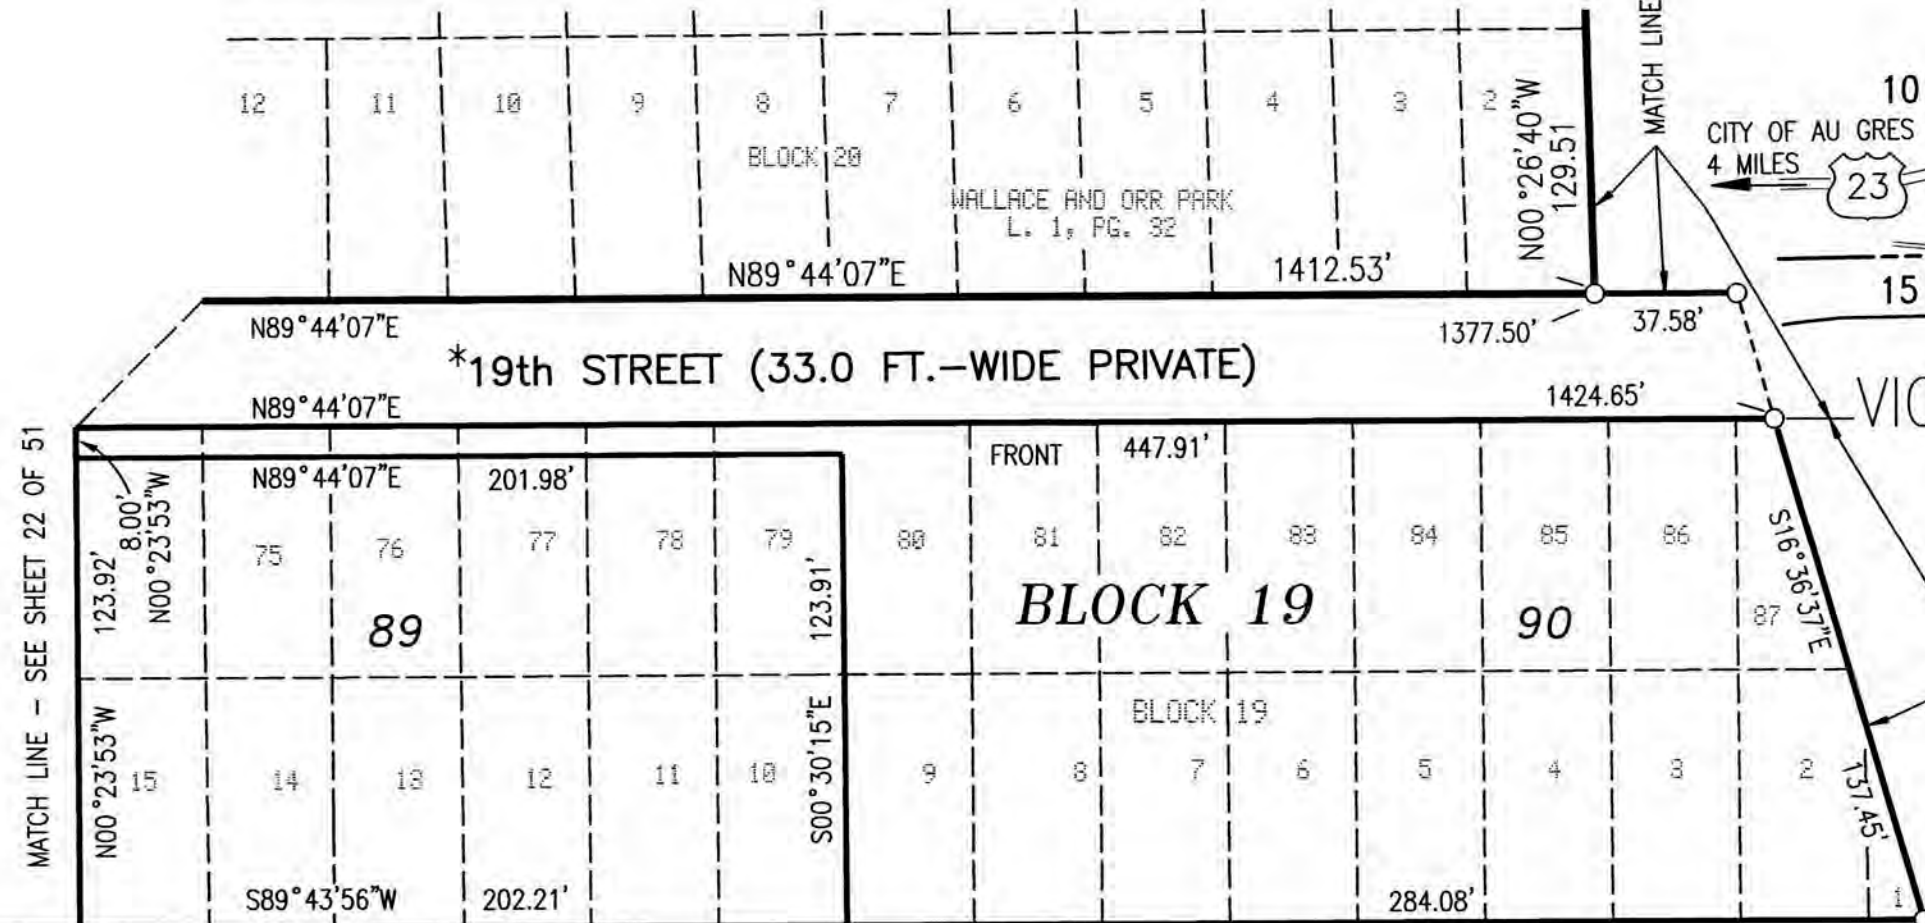 12 11 10 9 8 7 6 5 4 3 2
BLOCK 20
WALLACE AND ORR PARK
L. 1, PG. 32
N00°26'40"W
129.51
MATCH LINE
10
CITY OF AU GRES
4 MILES
23
15
N89°44'07"E 1412.53'
N89°44'07"E
1377.50' 37.58'
*19th STREET (33.0 FT.-WIDE PRIVATE)
N89°44'07"E 1424.65'
MATCH LINE - SEE SHEET 22 OF 51
FRONT 447.91'
N89°44'07"E 201.98'
8.00'
N00°23'53"W
123.92'
75 76 77 78 79 80 81 82 83 84 85 86
87
123.91'
S16°36'37"E
89 BLOCK 19 90
BLOCK 19
N00°23'53"W
S00°30'15"E
15 14 13 12 11 10 9 8 7 6 5 4 3 2
137.45'
S89°43'56"W 202.21' 284.08' 1